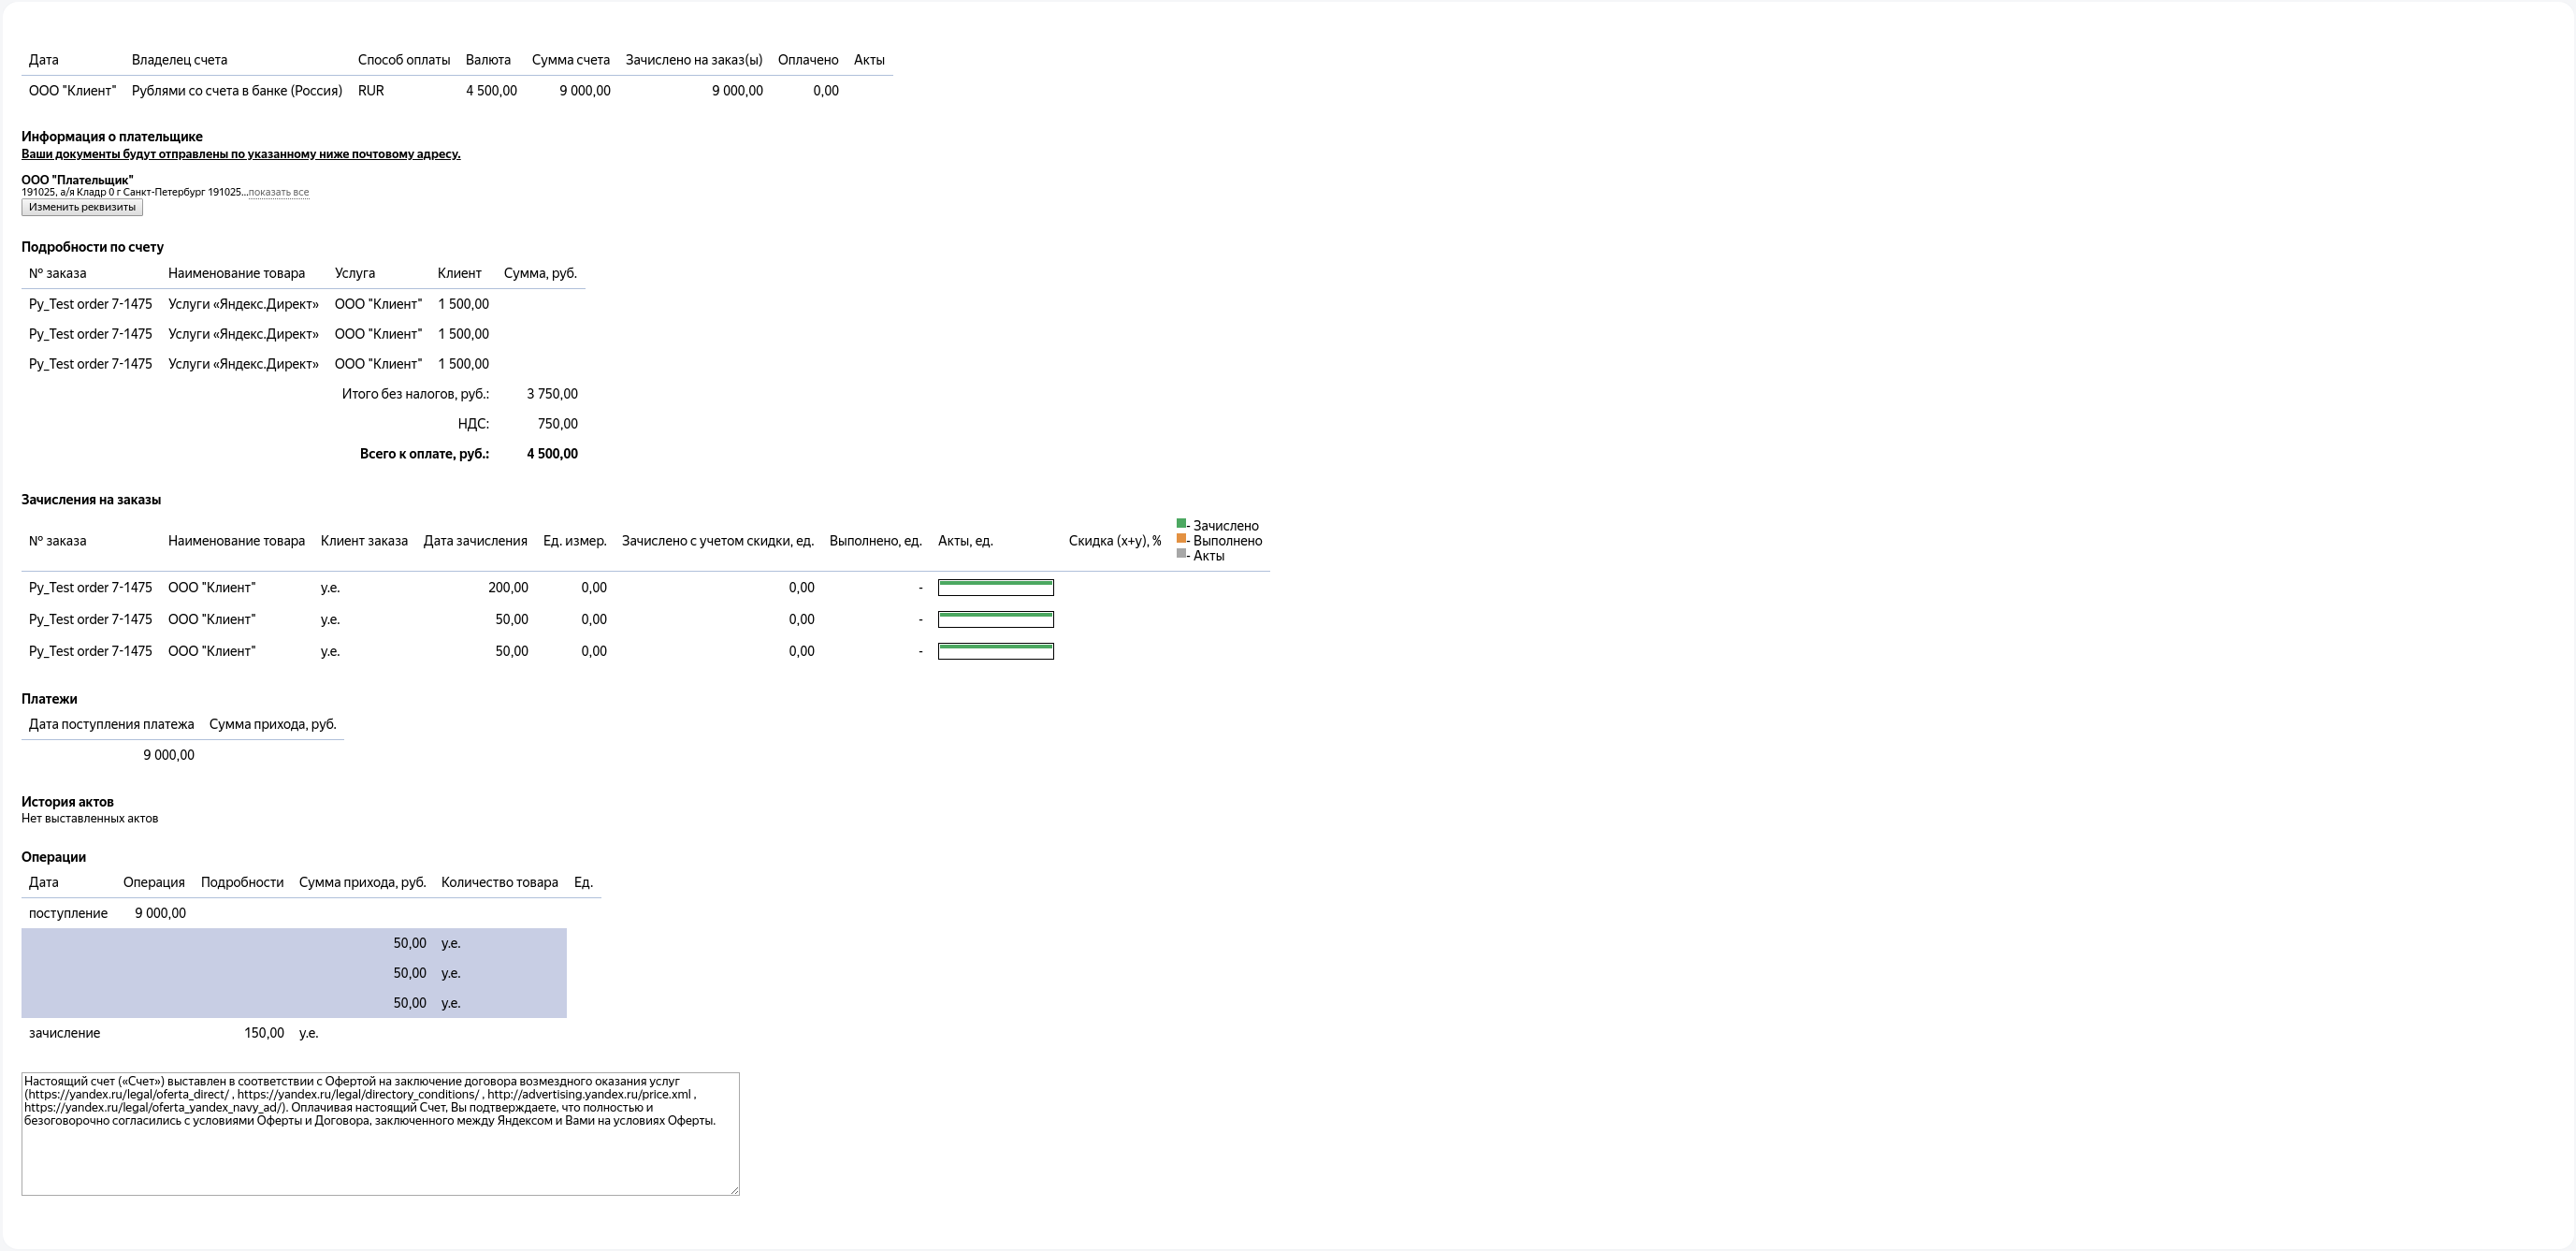 Дата Владелец счета Способ оплаты Валюта Сумма счета Зачислено на заказ(ы) Оплачено Акты
ООО "Клиент" Рублями со счета в банке (Россия) RUR 4 500,00 9 000,00 9 000,00 0,00
Информация о плательщике
Ваши документы будут отправлены по указанному ниже почтовому адресу.
ООО "Плательщик"
191025, а/я Кладр 0 г Санкт-Петербург 191025...показать все
Изменить реквизиты
Подробности по счету
№ заказа Наименование товара Услуга Клиент Сумма, руб.
Py_Test order 7-1475 Услуги «Яндекс.Директ» ООО "Клиент" 1 500,00
Py_Test order 7-1475 Услуги «Яндекс.Директ» ООО "Клиент" 1 500,00
Py_Test order 7-1475 Услуги «Яндекс.Директ» ООО "Клиент" 1 500,00
Итого без налогов, руб.: 3 750,00
НДС: 750,00
Всего к оплате, руб.: 4 500,00
Зачисления на заказы
№ заказа Наименование товара Клиент заказа Дата зачисления Ед. измер. Зачислено с учетом скидки, ед. Выполнено, ед. Акты, ед. Скидка (x+y), %
- Зачислено
- Выполнено
- Акты
Py_Test order 7-1475 ООО "Клиент" у.е. 200,00 0,00 0,00 -
Py_Test order 7-1475 ООО "Клиент" у.е. 50,00 0,00 0,00 -
Py_Test order 7-1475 ООО "Клиент" у.е. 50,00 0,00 0,00 -
Платежи
Дата поступления платежа Сумма прихода, руб.
9 000,00
История актов
Нет выставленных актов
Операции
Дата Операция Подробности Сумма прихода, руб. Количество товара Ед.
поступление 9 000,00
50,00 у.е.
50,00 у.е.
50,00 у.е.
зачисление 150,00 у.е.
Настоящий счет («Счет») выставлен в соответствии с Офертой на заключение договора возмездного оказания услуг
(https://yandex.ru/legal/oferta_direct/ , https://yandex.ru/legal/directory_conditions/ , http://advertising.yandex.ru/price.xml ,
https://yandex.ru/legal/oferta_yandex_navy_ad/). Оплачивая настоящий Счет, Вы подтверждаете, что полностью и
безоговорочно согласились с условиями Оферты и Договора, заключенного между Яндексом и Вами на условиях Оферты.